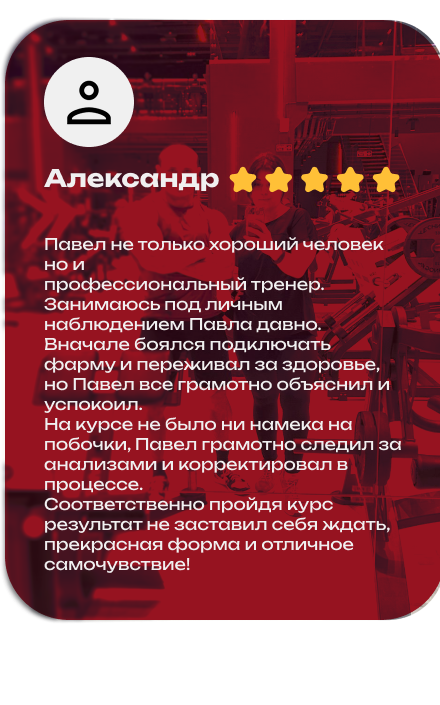 Александр
Павел не только хороший человек
но и
профессиональный тренер.
Занимаюсь под личным
наблюдением Павла давно.
Вначале боялся подключать
фарму и переживал за здоровье,
но Павел все грамотно объяснил и
успокоил.
На курсе не было ни намека на
побочки, Павел грамотно следил за
анализами и корректировал в
процессе.
Соответственно пройдя курс
результат не заставил себя ждать,
прекрасная форма и отличное
самочувствие!